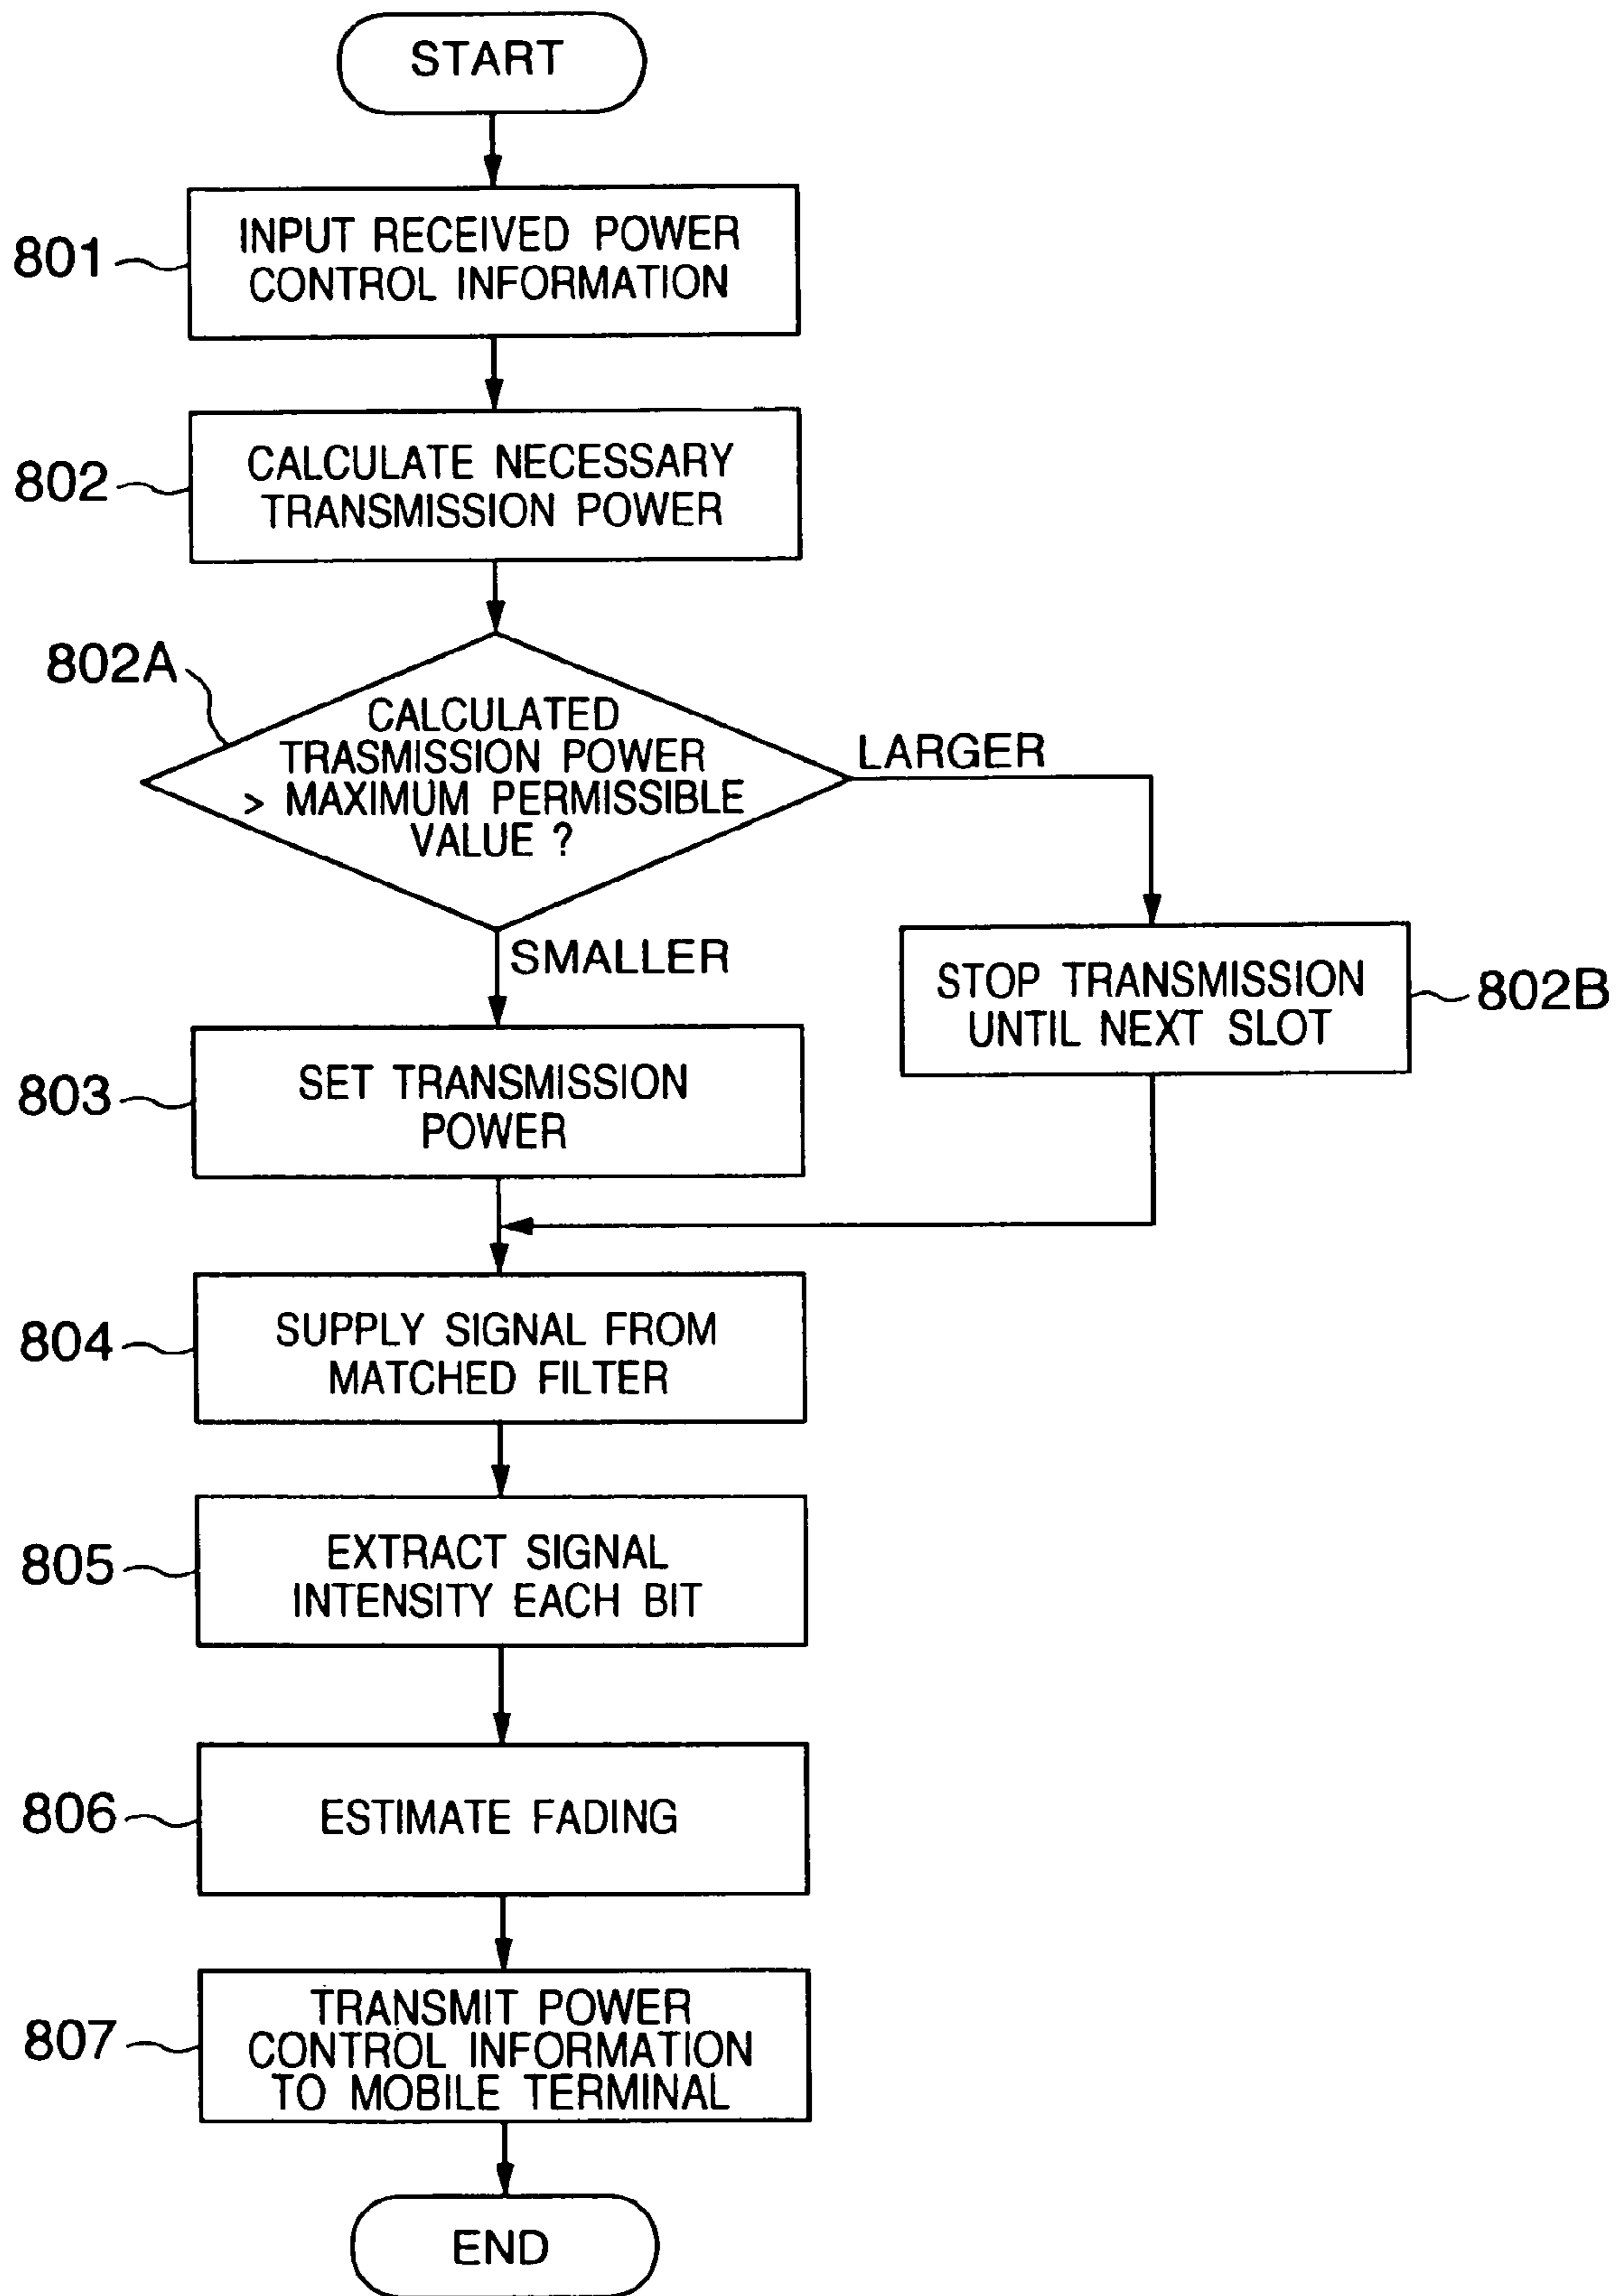 START
801
INPUT RECEIVED POWER
CONTROL INFORMATION
802
CALCULATE NECESSARY
TRANSMISSION POWER
802A
CALCULATED
TRASMISSION POWER
> MAXIMUM PERMISSIBLE
VALUE ?
LARGER
SMALLER
STOP TRANSMISSION
UNTIL NEXT SLOT
802B
803
SET TRANSMISSION
POWER
804
SUPPLY SIGNAL FROM
MATCHED FILTER
805
EXTRACT SIGNAL
INTENSITY EACH BIT
806
ESTIMATE FADING
807
TRANSMIT POWER
CONTROL INFORMATION
TO MOBILE TERMINAL
END